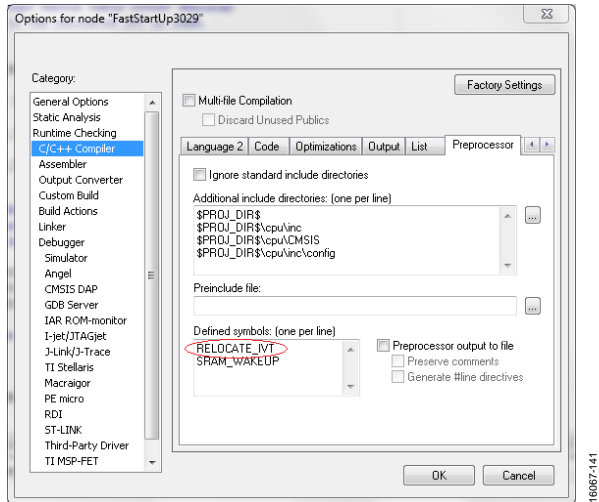 Options for node "FastStartUp3029"
Category:
General Options
Static Analysis
Runtime Checking
C/C++ Compiler
Assembler
Output Converter
Custom Build
Build Actions
Linker
Debugger
Simulator
Angel
CMSIS DAP
GDB Server
IAR ROM-monitor
I-jet/JTAGjet
J-Link/J-Trace
TI Stellaris
Macraigor
PE micro
RDI
ST-LINK
Third-Party Driver
TI MSP-FET
Factory Settings
Multi-file Compilation
Discard Unused Publics
Language 2 Code Optimizations Output List Preprocessor
Ignore standard include directories
Additional include directories: (one per line)
$PROJ_DIR$
$PROJ_DIR$\cpu\inc
$PROJ_DIR$\cpu\CMSIS
$PROJ_DIR$\cpu\inc\config
...
Preinclude file:
...
Defined symbols: (one per line)
RELOCATE_IVT
SRAM_WAKEUP
Preprocessor output to file
Preserve comments
Generate #line directives
OK Cancel
16067-141